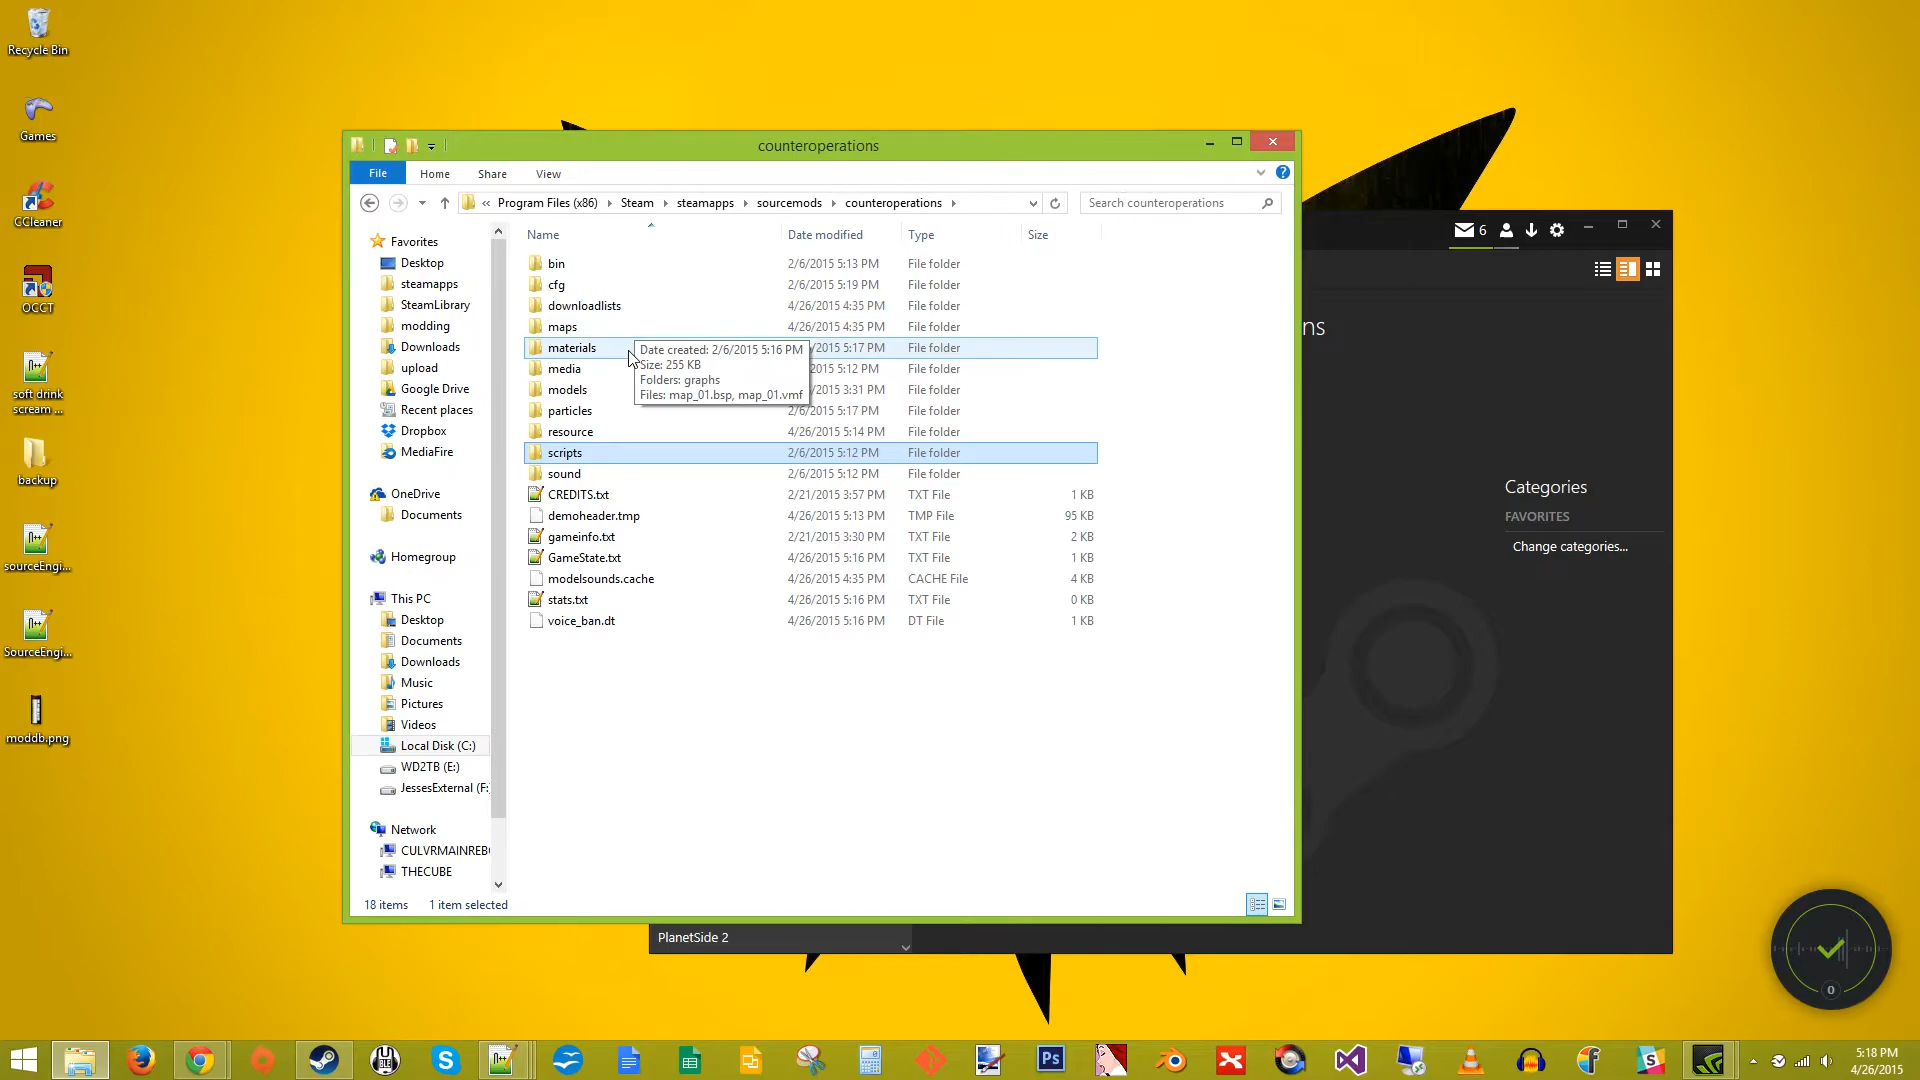 Recycle Bin
Games
CCleaner
OCCT
soft drink
scream ...
backup
sourceEngi...
SourceEngi...
moddb.png
counteroperations
File
Home
Share
View
« Program Files (x86) Steam steamapps sourcemods counteroperations
Search counteroperations
Favorites
Desktop
steamapps
SteamLibrary
modding
Downloads
upload
Google Drive
Recent places
Dropbox
MediaFire
OneDrive
Documents
Homegroup
This PC
Desktop
Documents
Downloads
Music
Pictures
Videos
Local Disk (C:)
WD2TB (E:)
JessesExternal (F:
Network
CULVRMAINREB
THECUBE
Name Date modified Type Size
bin 2/6/2015 5:13 PM File folder
cfg 2/6/2015 5:19 PM File folder
downloadlists 4/26/2015 4:35 PM File folder
maps 4/26/2015 4:35 PM File folder
materials /2015 5:17 PM File folder
media 2015 5:12 PM File folder
models 2015 3:31 PM File folder
particles 2/6/2015 5:17 PM File folder
resource 4/26/2015 5:14 PM File folder
scripts 2/6/2015 5:12 PM File folder
sound 2/6/2015 5:12 PM File folder
CREDITS.txt 2/21/2015 3:57 PM TXT File 1 KB
demoheader.tmp 4/26/2015 5:13 PM TMP File 95 KB
gameinfo.txt 2/21/2015 3:30 PM TXT File 2 KB
GameState.txt 4/26/2015 5:16 PM TXT File 1 KB
modelsounds.cache 4/26/2015 4:35 PM CACHE File 4 KB
stats.txt 4/26/2015 5:16 PM TXT File 0 KB
voice_ban.dt 4/26/2015 5:16 PM DT File 1 KB
Date created: 2/6/2015 5:16 PM
Size: 255 KB
Folders: graphs
Files: map_01.bsp, map_01.vmf
18 items 1 item selected
6
ns
Categories
FAVORITES
Change categories...
PlanetSide 2
0
Ps
5:18 PM
4/26/2015